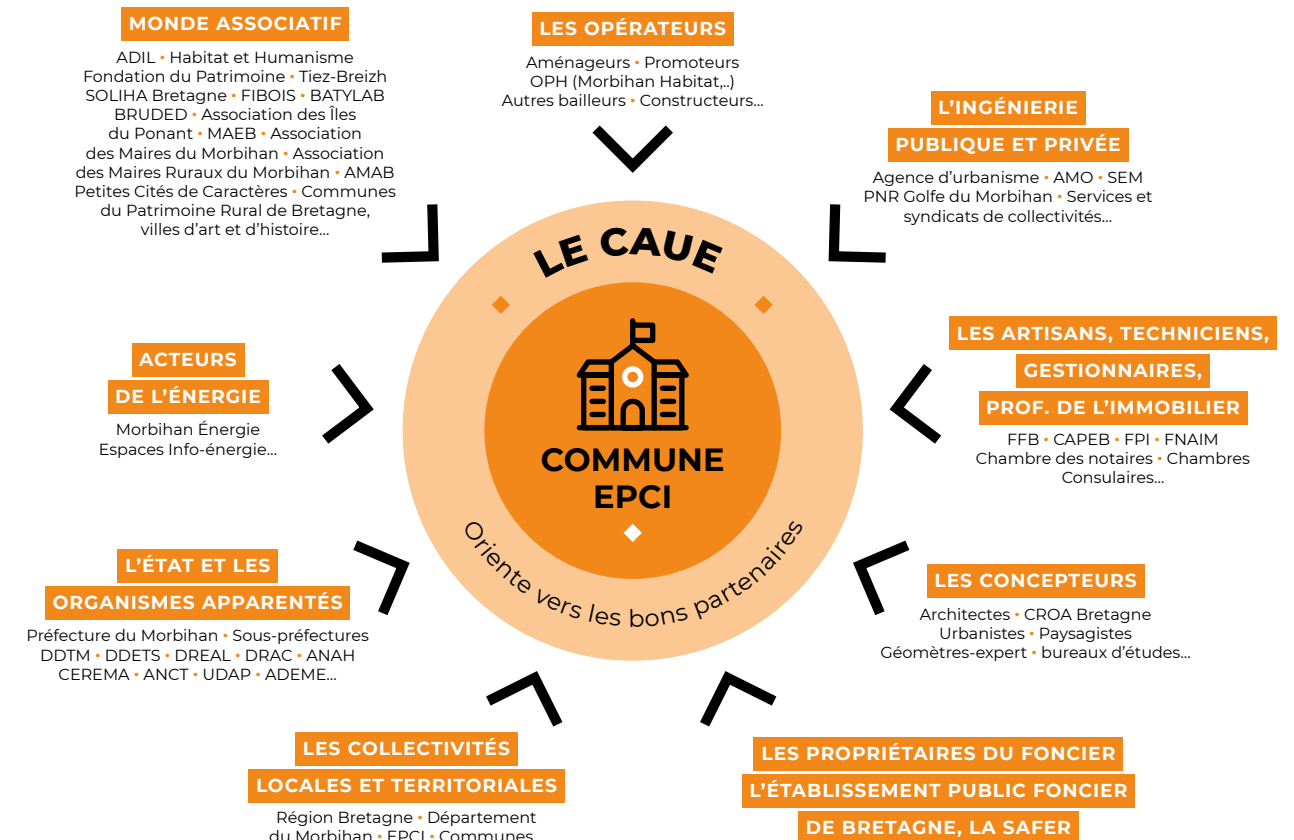 MONDE ASSOCIATIF
ADIL • Habitat et Humanisme
Fondation du Patrimoine • Tiez-Breizh
SOLIHA Bretagne • FIBOIS • BATYLAB
BRUDED • Association des Îles
du Ponant • MAEB • Association
des Maires du Morbihan • Association
des Maires Ruraux du Morbihan • AMAB
Petites Cités de Caractères • Communes
du Patrimoine Rural de Bretagne,
villes d'art et d'histoire...
LES OPÉRATEURS
Aménageurs • Promoteurs
OPH (Morbihan Habitat,..)
Autres bailleurs • Constructeurs...
L'INGÉNIERIE
PUBLIQUE ET PRIVÉE
Agence d'urbanisme • AMO • SEM
PNR Golfe du Morbihan • Services et
syndicats de collectivités...
LE CAUE
COMMUNE
EPCI
Oriente vers les bons partenaires
ACTEURS
DE L'ÉNERGIE
Morbihan Énergie
Espaces Info-énergie...
LES ARTISANS, TECHNICIENS,
GESTIONNAIRES,
PROF. DE L'IMMOBILIER
FFB • CAPEB • FPI • FNAIM
Chambre des notaires • Chambres
Consulaires...
L'ÉTAT ET LES
ORGANISMES APPARENTÉS
Préfecture du Morbihan • Sous-préfectures
DDTM • DDETS • DREAL • DRAC • ANAH
CEREMA • ANCT • UDAP • ADEME...
LES CONCEPTEURS
Architectes • CROA Bretagne
Urbanistes • Paysagistes
Géomètres-expert • bureaux d'études...
LES COLLECTIVITÉS
LOCALES ET TERRITORIALES
Région Bretagne • Département
du Morbihan • EPCI • Communes
LES PROPRIÉTAIRES DU FONCIER
L'ÉTABLISSEMENT PUBLIC FONCIER
DE BRETAGNE, LA SAFER